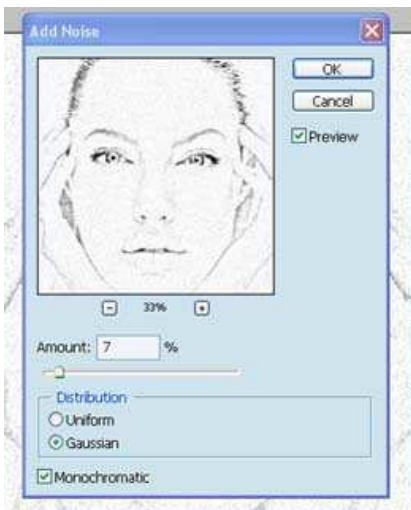 Add Noise
OK
Cancel
Preview
33%
Amount: 7 %
Distribution
Uniform
Gaussian
Monochromatic